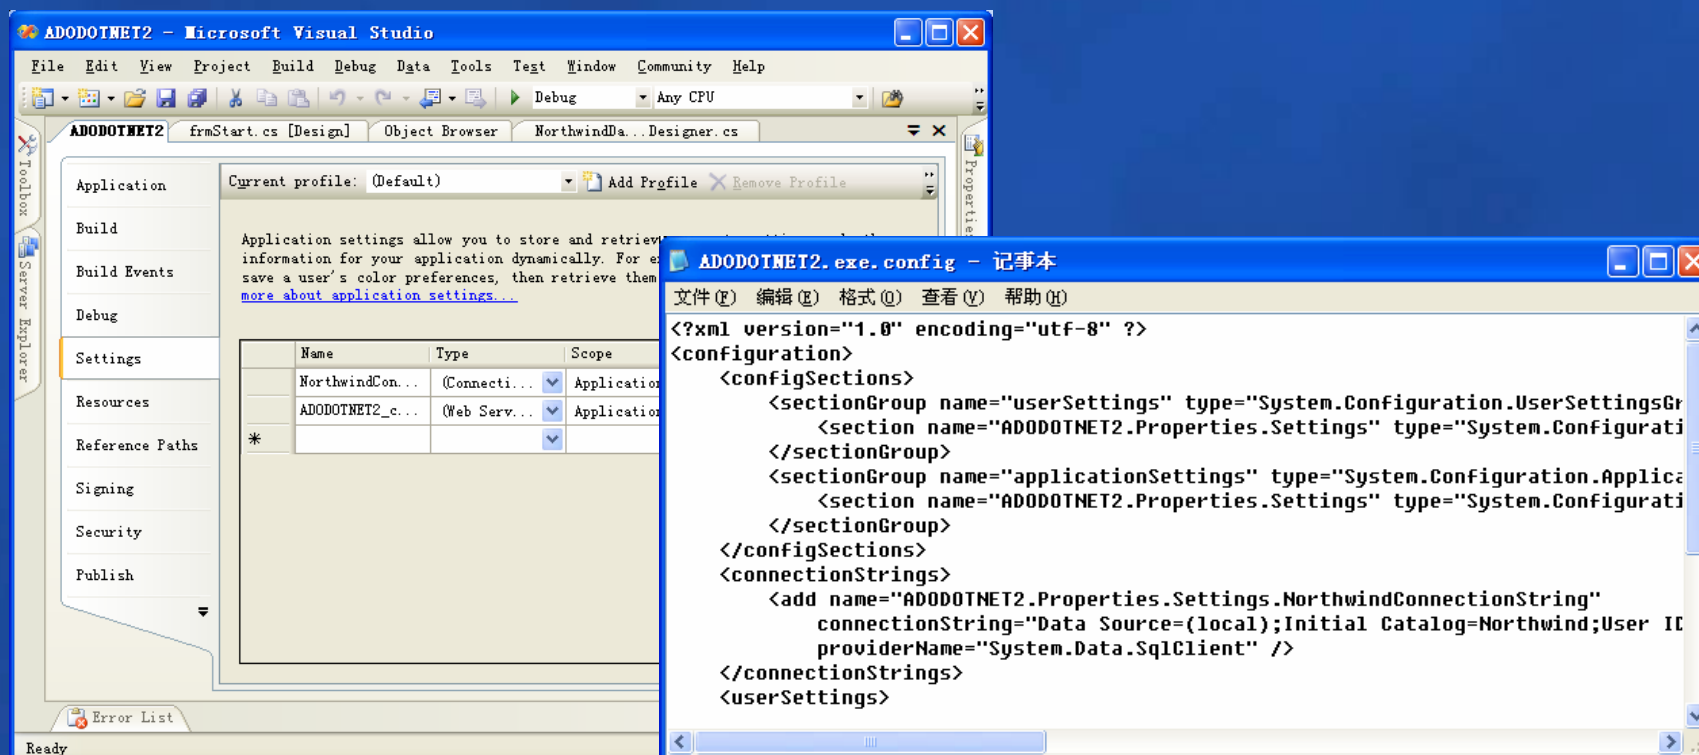 ADODOTNET2 - Microsoft Visual Studio
File Edit View Project Build Debug Data Tools Test Window Community Help
Debug Any CPU
ADODOTNET2 frmStart.cs [Design] Object Browser NorthwindDa...Designer.cs
Toolbox
Server Explorer
Properties
Application
Build
Build Events
Debug
Settings
Resources
Reference Paths
Signing
Security
Publish
Current profile: (Default) Add Profile Remove Profile
Application settings allow you to store and retrieve
information for your application dynamically. For
save a user's color preferences, then retrieve them
more about application settings...
Name Type Scope
NorthwindCon... (Connecti... Application
ADODOTNET2_c... (Web Serv... Application
Error List
Ready
ADODOTNET2.exe.config - 记事本
文件(F) 编辑(E) 格式(O) 查看(V) 帮助(H)
<?xml version="1.0" encoding="utf-8" ?>
<configuration>
<configSections>
<sectionGroup name="userSettings" type="System.Configuration.UserSettingsGr
<section name="ADODOTNET2.Properties.Settings" type="System.Configurati
</sectionGroup>
<sectionGroup name="applicationSettings" type="System.Configuration.Applica
<section name="ADODOTNET2.Properties.Settings" type="System.Configurati
</sectionGroup>
</configSections>
<connectionStrings>
<add name="ADODOTNET2.Properties.Settings.NorthwindConnectionString"
connectionString="Data Source=(local);Initial Catalog=Northwind;User ID
providerName="System.Data.SqlClient" />
</connectionStrings>
<userSettings>